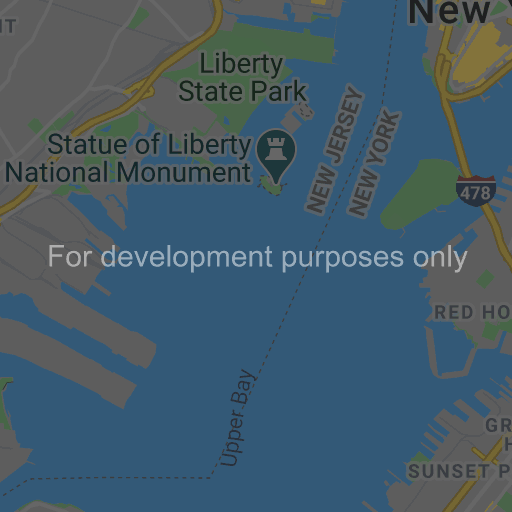 New Y
NT
Liberty
State Park
Statue of Liberty
National Monument
NEW JERSEY
NEW YORK
478
For development purposes only
RED HO
Upper Bay
GR
H
SUNSET P